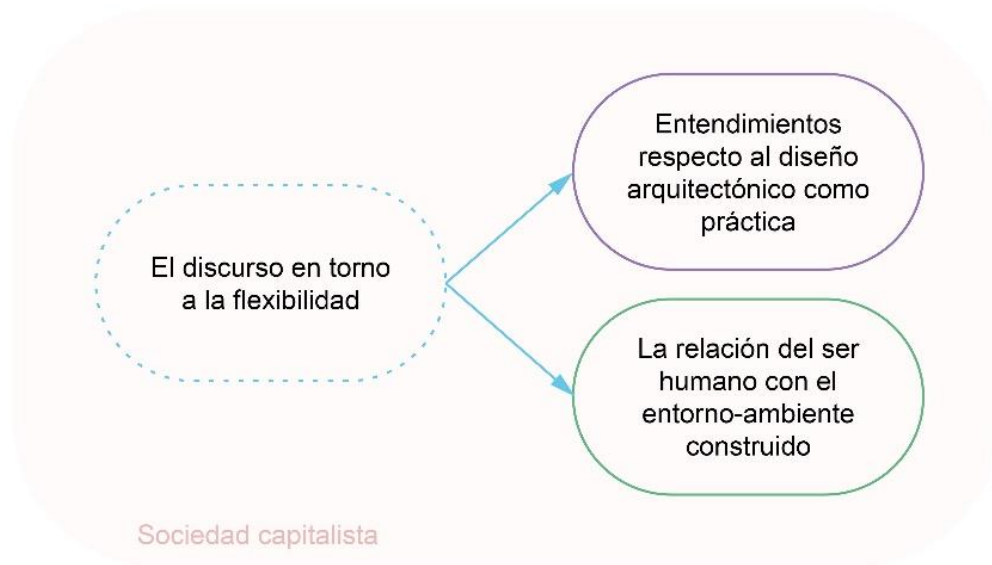 El discurso en torno
a la flexibilidad
Entendimientos
respecto al diseño
arquitectónico como
práctica
La relación del ser
humano con el
entorno-ambiente
construido
Sociedad capitalista